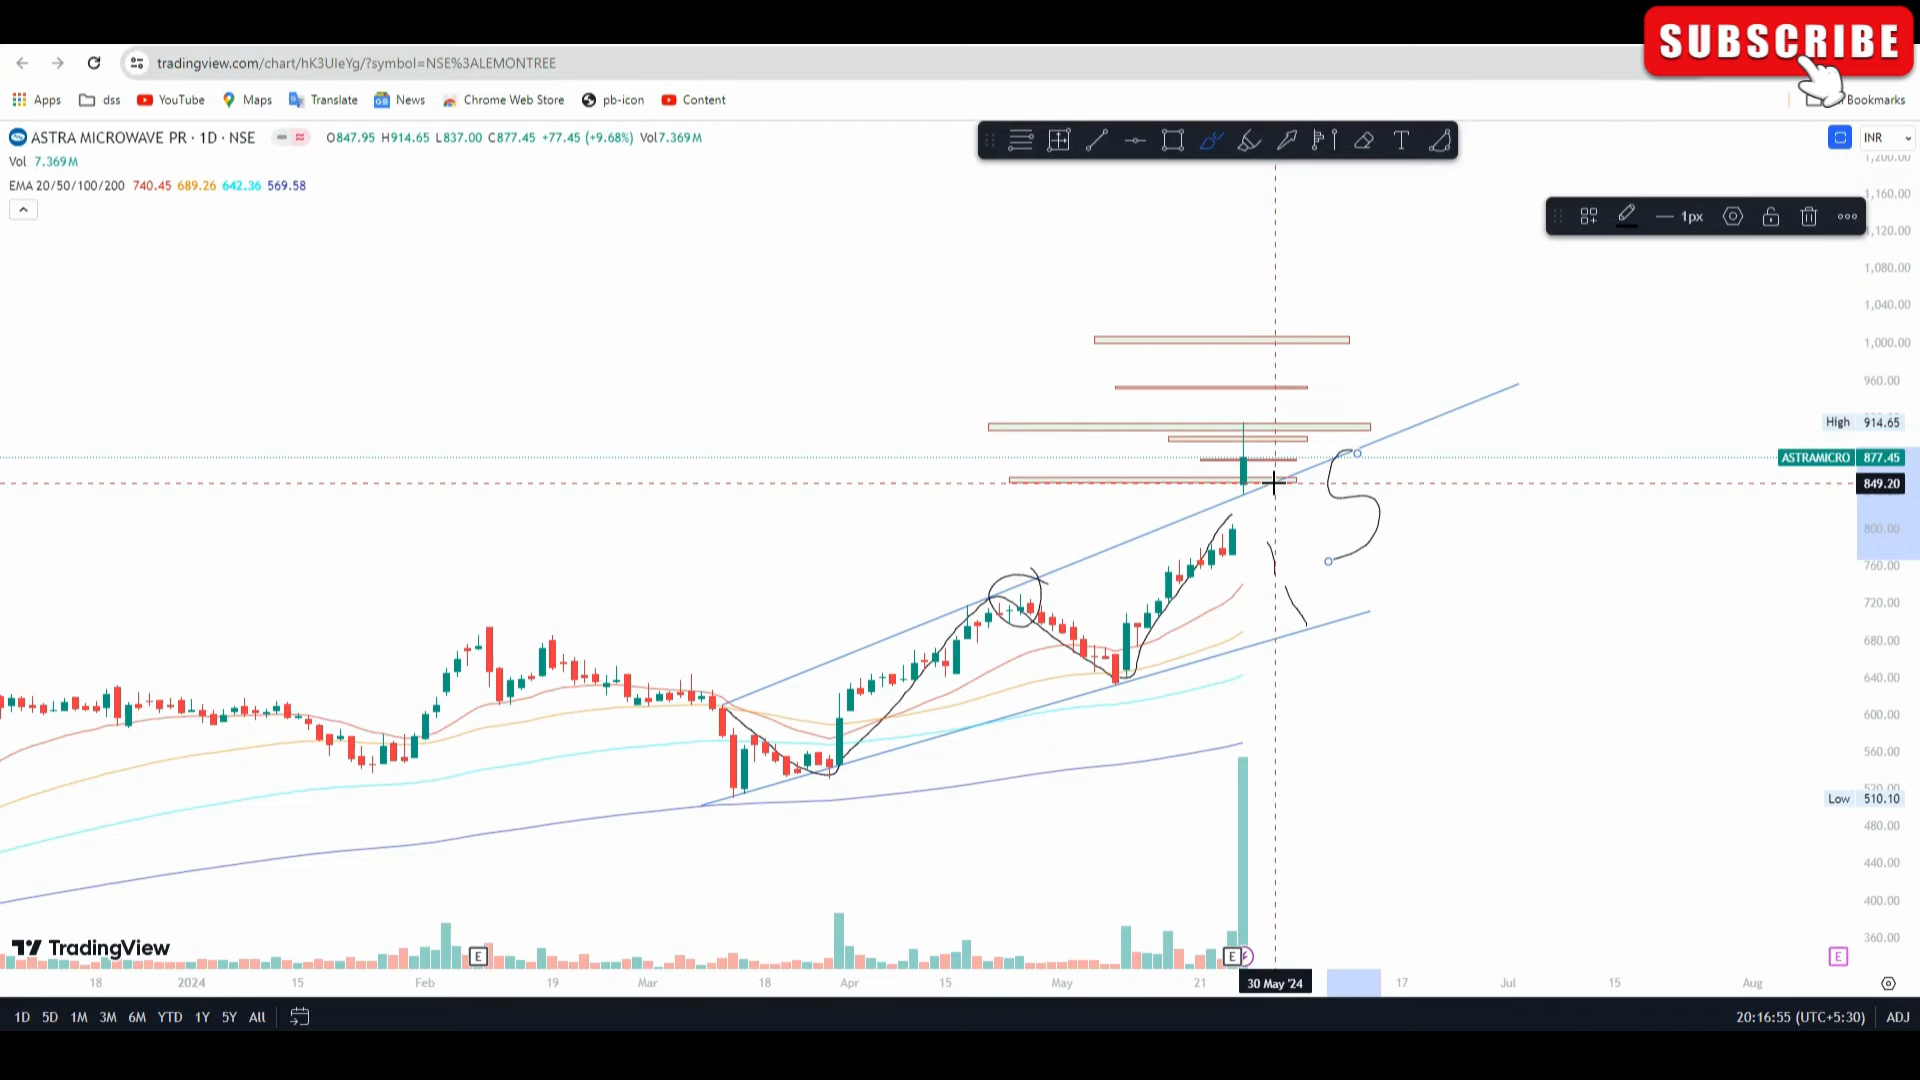 SUBSCRIBE
tradingview.com/chart/hK3UIeYg/?symbol=NSE%3ALEMONTREE
Apps dss YouTube Maps Translate News Chrome Web Store pb-icon Content Bookmarks
ASTRA MICROWAVE PR · 1D · NSE O847.95 H914.65 L837.00 C877.45 +77.45 (+9.68%) Vol7.369M
INR
Vol 7.369M
EMA 20/50/100/200 740.45 689.26 642.36 569.58
1px
1,200.00
1,160.00
1,120.00
1,080.00
1,040.00
1,000.00
960.00
High 914.65
ASTRAMICRO 877.45
849.20
800.00
760.00
720.00
680.00
640.00
600.00
560.00
520.00
Low 510.10
480.00
440.00
400.00
360.00
TradingView
E E E
18 2024 15 Feb 19 Mar 18 Apr 15 May 21 30 May '24 17 Jul 15 Aug
1D 5D 1M 3M 6M YTD 1Y 5Y All 20:16:55 (UTC+5:30) ADJ